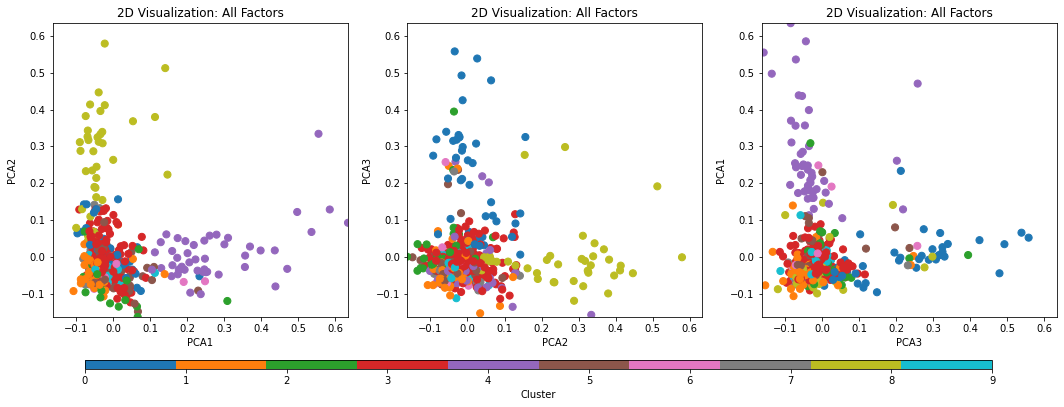 2D Visualization: All Factors 2D Visualization: All Factors 2D Visualization: All Factors
0.6 0.6 0.6
0.5 0.5 0.5
0.4 0.4 0.4
0.3 0.3 0.3
PCA2 PCA3 PCA1
0.2 0.2 0.2
0.1 0.1 0.1
0.0 0.0 0.0
−0.1 −0.1 −0.1
−0.1 0.0 0.1 0.2 0.3 0.4 0.5 0.6 −0.1 0.0 0.1 0.2 0.3 0.4 0.5 0.6 −0.1 0.0 0.1 0.2 0.3 0.4 0.5 0.6
PCA1 PCA2 PCA3
0 1 2 3 4 5 6 7 8 9
Cluster